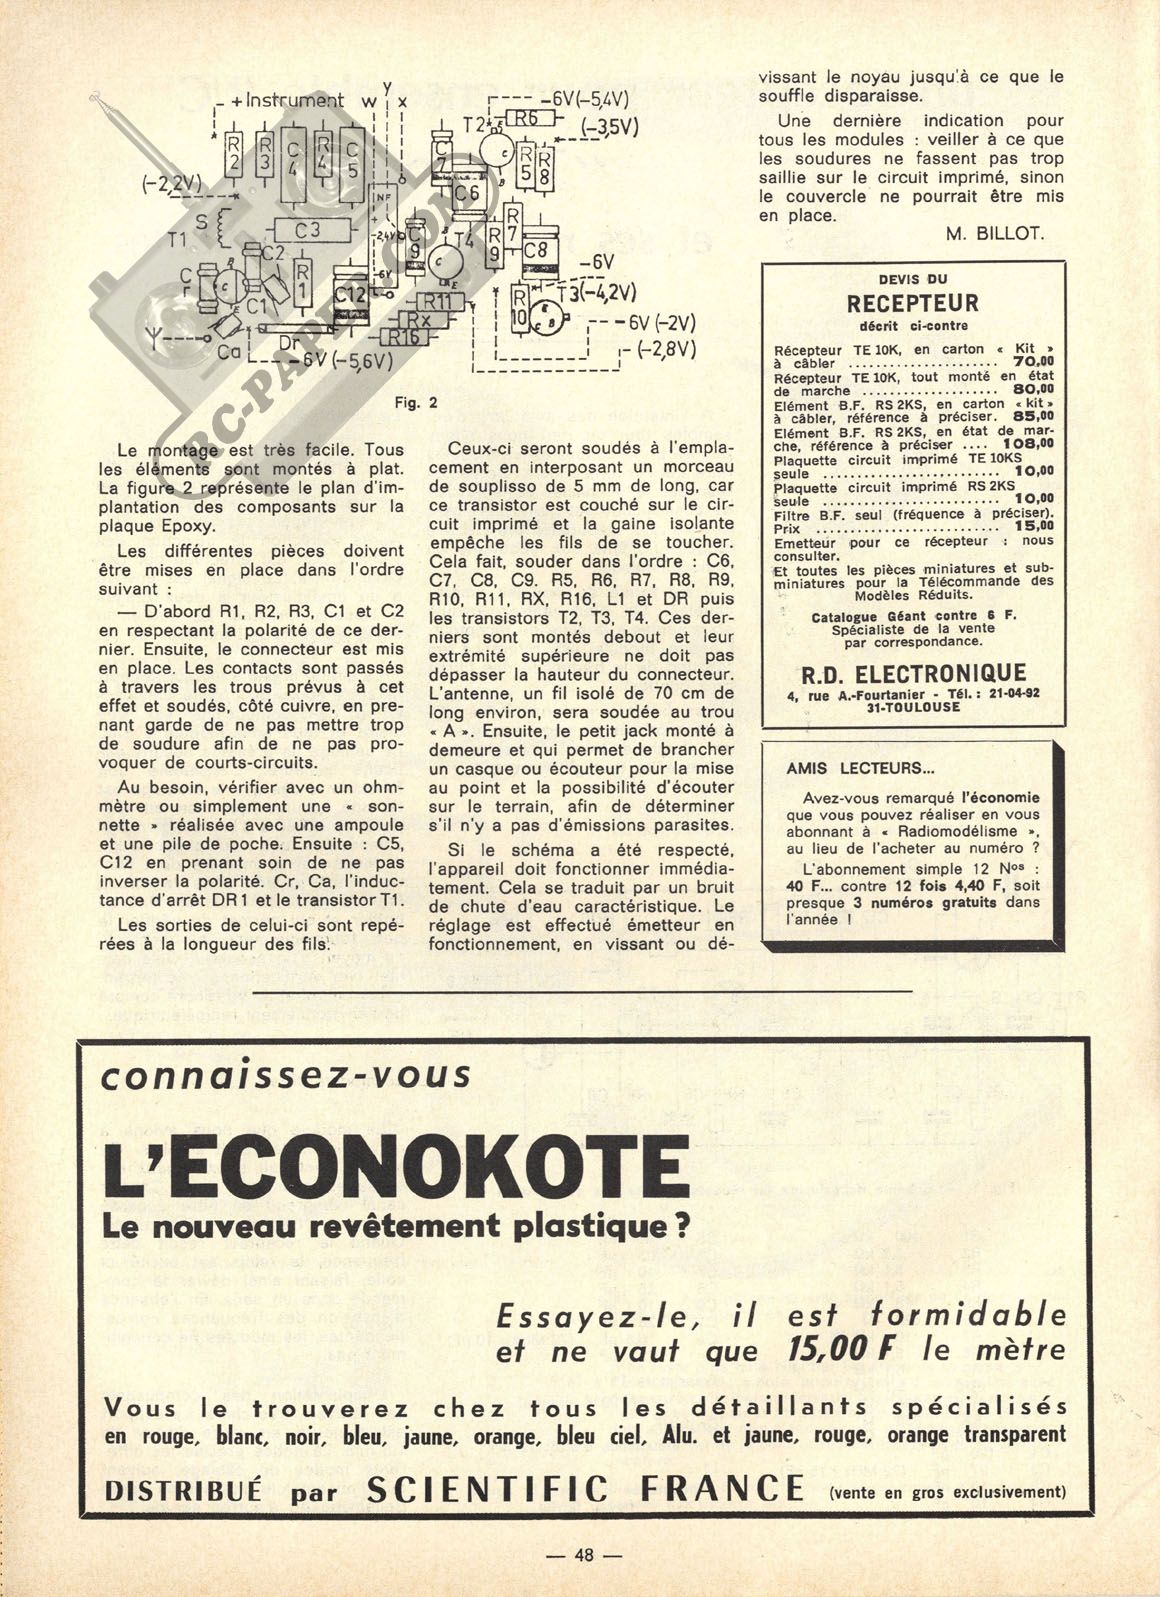 + Instrument
w
y
x
-6V(-5,4V)
(-3,5V)
T2
R6
R2
R3
C4
R4
C5
C7
C6
R5
R8
(-2,2V)
NF
S
T1
C3
+
2,4V
C9
T4
R9
R7
C8
C2
-6V
Cr
C1
R1
C12
-6V
T3(-4,2V)
R11
R10
Rx
Ca
Dr
R16
-6V (-2V)
-6V (-5,6V)
(-2,8V)
RC-PAPIER.COM
Fig. 2
Le montage est très facile. Tous
les éléments sont montés à plat.
La figure 2 représente le plan d'im-
plantation des composants sur la
plaque Epoxy.
Les différentes pièces doivent
être mises en place dans l'ordre
suivant :
— D'abord R1, R2, R3, C1 et C2
en respectant la polarité de ce der-
nier. Ensuite, le connecteur est mis
en place. Les contacts sont passés
à travers les trous prévus à cet
effet et soudés, côté cuivre, en pre-
nant garde de ne pas mettre trop
de soudure afin de ne pas pro-
voquer de courts-circuits.
Au besoin, vérifier avec un ohm-
mètre ou simplement une « son-
nette » réalisée avec une ampoule
et une pile de poche. Ensuite : C5,
C12 en prenant soin de ne pas
inverser la polarité. Cr, Ca, l'induc-
tance d'arrêt DR1 et le transistor T1.
Les sorties de celui-ci sont repé-
rées à la longueur des fils.
Ceux-ci seront soudés à l'empla-
cement en interposant un morceau
de souplisso de 5 mm de long, car
ce transistor est couché sur le cir-
cuit imprimé et la gaine isolante
empêche les fils de se toucher.
Cela fait, souder dans l'ordre : C6,
C7, C8, C9. R5, R6, R7, R8, R9,
R10, R11, RX, R16, L1 et DR puis
les transistors T2, T3, T4. Ces der-
niers sont montés debout et leur
extrémité supérieure ne doit pas
dépasser la hauteur du connecteur.
L'antenne, un fil isolé de 70 cm de
long environ, sera soudée au trou
« A ». Ensuite, le petit jack monté à
demeure et qui permet de brancher
un casque ou écouteur pour la mise
au point et la possibilité d'écouter
sur le terrain, afin de déterminer
s'il n'y a pas d'émissions parasites.
Si le schéma a été respecté,
l'appareil doit fonctionner immédia-
tement. Cela se traduit par un bruit
de chute d'eau caractéristique. Le
réglage est effectué émetteur en
fonctionnement, en vissant ou dé-
vissant le noyau jusqu'à ce que le
souffle disparaisse.
Une dernière indication pour
tous les modules : veiller à ce que
les soudures ne fassent pas trop
saillie sur le circuit imprimé, sinon
le couvercle ne pourrait être mis
en place.
M. BILLOT.
DEVIS DU
RECEPTEUR
décrit ci-contre
Récepteur TE 10K, en carton « Kit »
à câbler ...................... 70,00
Récepteur TE 10K, tout monté en état
de marche .................... 80,00
Elément B.F. RS 2KS, en carton « kit »
à câbler, référence à préciser. 85,00
Elément B.F. RS 2KS, en état de mar-
che, référence à préciser .... 108,00
Plaquette circuit imprimé TE 10KS
seule .......................... 10,00
Plaquette circuit imprimé RS 2KS
seule .......................... 10,00
Filtre B.F. seul (fréquence à préciser).
Prix ........................... 15,00
Emetteur pour ce récepteur : nous
consulter.
Et toutes les pièces miniatures et sub-
miniatures pour la Télécommande des
Modèles Réduits.
Catalogue Géant contre 6 F.
Spécialiste de la vente
par correspondance.
R.D. ELECTRONIQUE
4, rue A.-Fourtanier - Tél. : 21-04-92
31-TOULOUSE
AMIS LECTEURS...
Avez-vous remarqué l'économie
que vous pouvez réaliser en vous
abonnant à « Radiomodélisme »,
au lieu de l'acheter au numéro ?
L'abonnement simple 12 Nos :
40 F... contre 12 fois 4,40 F, soit
presque 3 numéros gratuits dans
l'année !
connaissez-vous
L'ECONOKOTE
Le nouveau revêtement plastique ?
Essayez-le, il est formidable
et ne vaut que 15,00 F le mètre
Vous le trouverez chez tous les détaillants spécialisés
en rouge, blanc, noir, bleu, jaune, orange, bleu ciel, Alu. et jaune, rouge, orange transparent
DISTRIBUÉ par SCIENTIFIC FRANCE (vente en gros exclusivement)
— 48 —